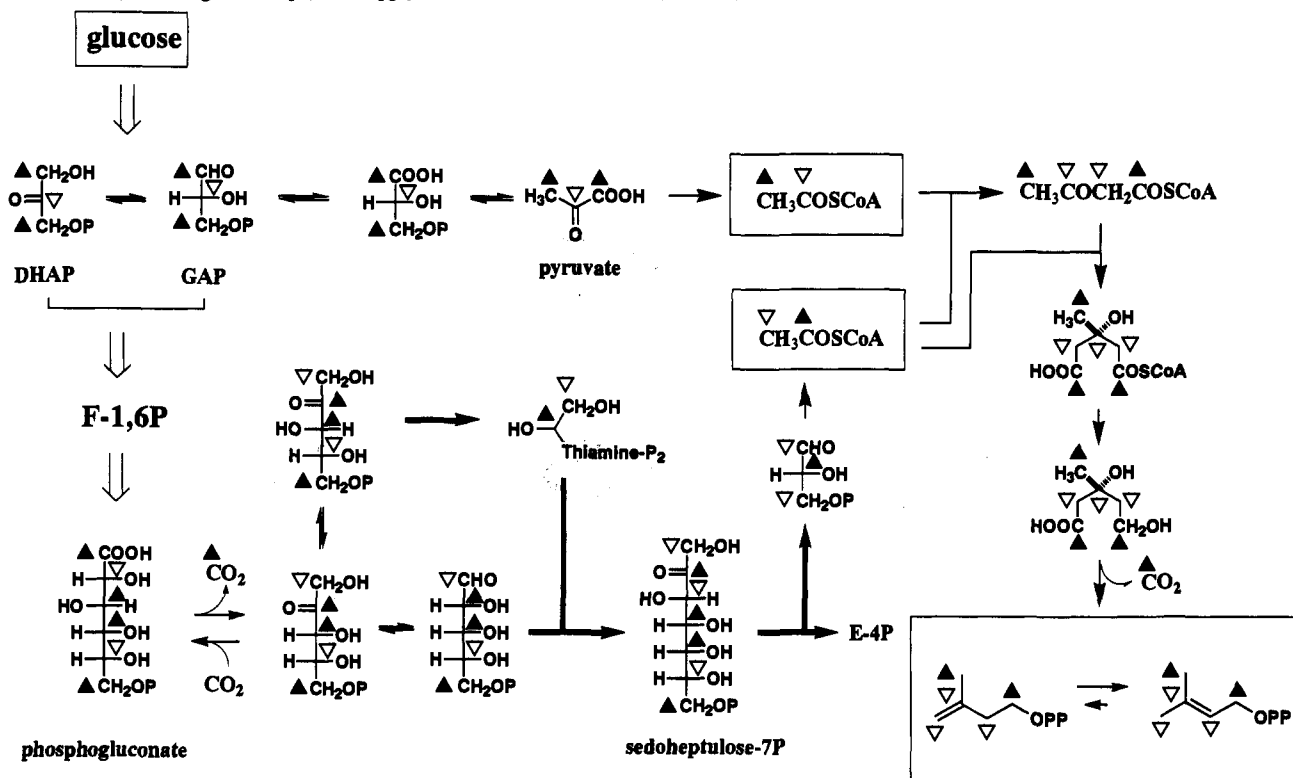 glucose
CH₂OH
O
CH₂OP
DHAP
CHO
H
OH
CH₂OP
GAP
COOH
H
OH
CH₂OP
H₃C
COOH
O
pyruvate
CH₃COSCoA
CH₃COCH₂COSCoA
CH₃COSCoA
H₃C
OH
HOOC
COSCoA
H₃C
OH
HOOC
CH₂OH
CO₂
F-1,6P
CH₂OH
O
HO
H
H
OH
CH₂OP
CH₂OH
HO
Thiamine-P₂
CHO
H
OH
CH₂OP
COOH
H
OH
HO
H
H
OH
H
OH
CH₂OP
phosphogluconate
CO₂
CO₂
CH₂OH
O
H
OH
H
OH
CH₂OP
CHO
H
OH
H
OH
H
OH
CH₂OP
CH₂OH
O
HO
H
H
OH
H
OH
H
OH
CH₂OP
sedoheptulose-7P
E-4P
OPP
OPP